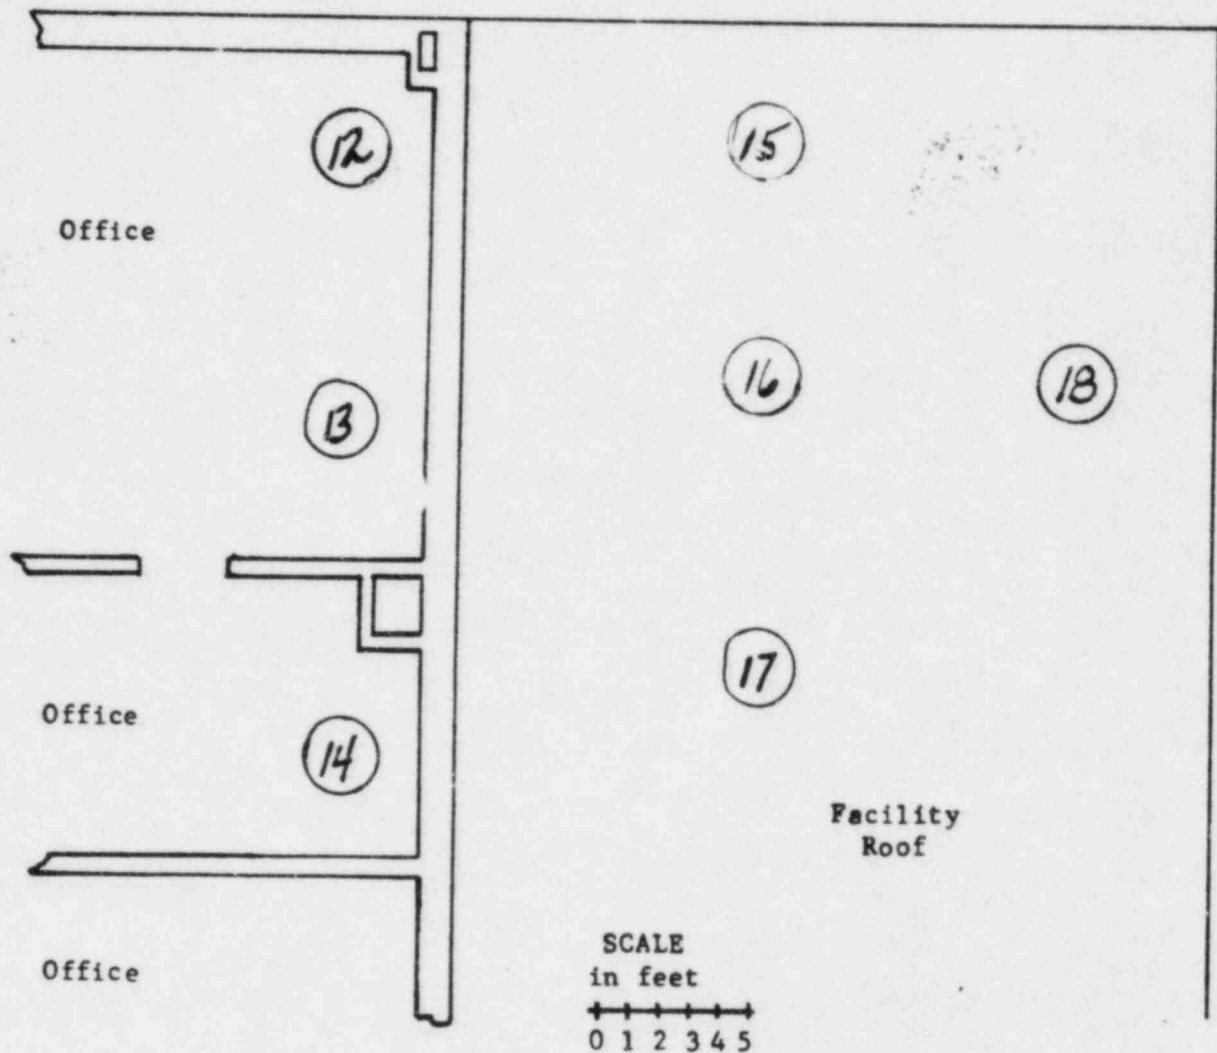 12
15
Office
16
18
13
17
Office
14
Facility
Roof
SCALE
in feet
Office
0 1 2 3 4 5